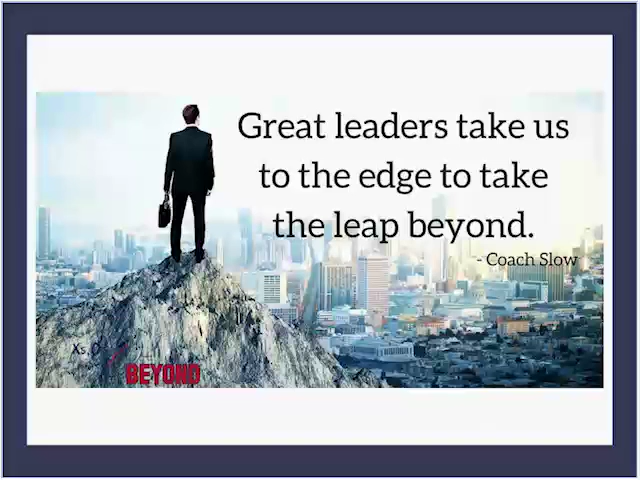 Great leaders take us
to the edge to take
the leap beyond.
- Coach Slow
BEYOND